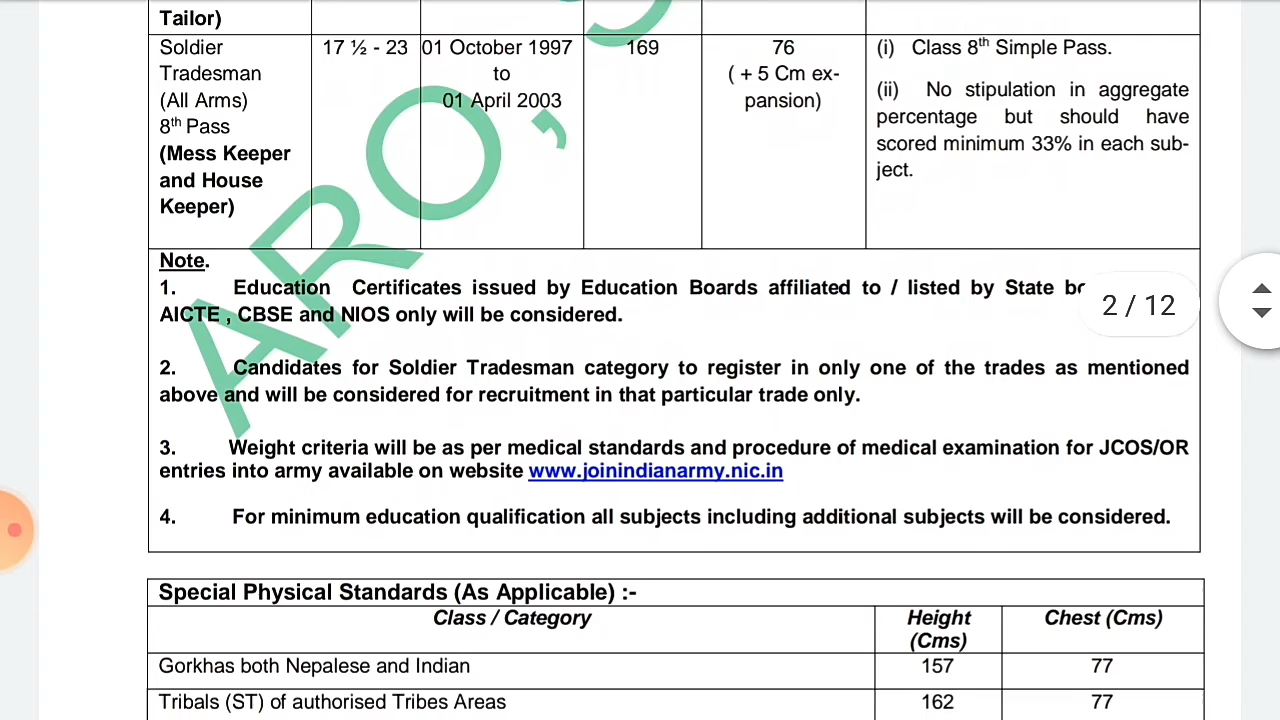 Tailor)
Soldier
Tradesman
(All Arms)
8th Pass
(Mess Keeper
and House
Keeper)
17 ½ - 23
01 October 1997
to
01 April 2003
169
76
( + 5 Cm ex-
pansion)
(i) Class 8th Simple Pass.
(ii) No stipulation in aggregate
percentage but should have
scored minimum 33% in each sub-
ject.
Note.
1. Education Certificates issued by Education Boards affiliated to / listed by State
AICTE , CBSE and NIOS only will be considered.
2 / 12
2. Candidates for Soldier Tradesman category to register in only one of the trades as mentioned
above and will be considered for recruitment in that particular trade only.
3. Weight criteria will be as per medical standards and procedure of medical examination for JCOS/OR
entries into army available on website www.joinindianarmy.nic.in
4. For minimum education qualification all subjects including additional subjects will be considered.
Special Physical Standards (As Applicable) :-
Class / Category
Height
(Cms)
Chest (Cms)
Gorkhas both Nepalese and Indian 157 77
Tribals (ST) of authorised Tribes Areas 162 77
ARO,